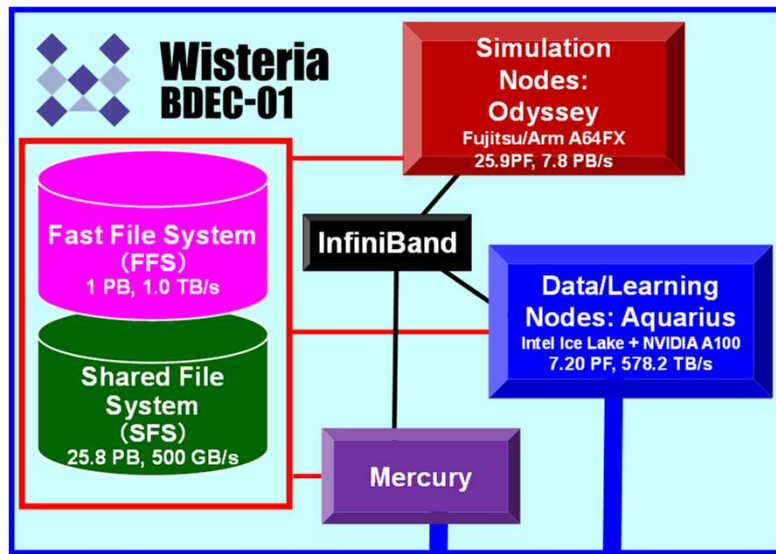 Wisteria
BDEC-01
Simulation
Nodes:
Odyssey
Fujitsu/Arm A64FX
25.9PF, 7.8 PB/s
Fast File System
(FFS)
1 PB, 1.0 TB/s
InfiniBand
Data/Learning
Nodes: Aquarius
Intel Ice Lake + NVIDIA A100
7.20 PF, 578.2 TB/s
Shared File
System
(SFS)
25.8 PB, 500 GB/s
Mercury